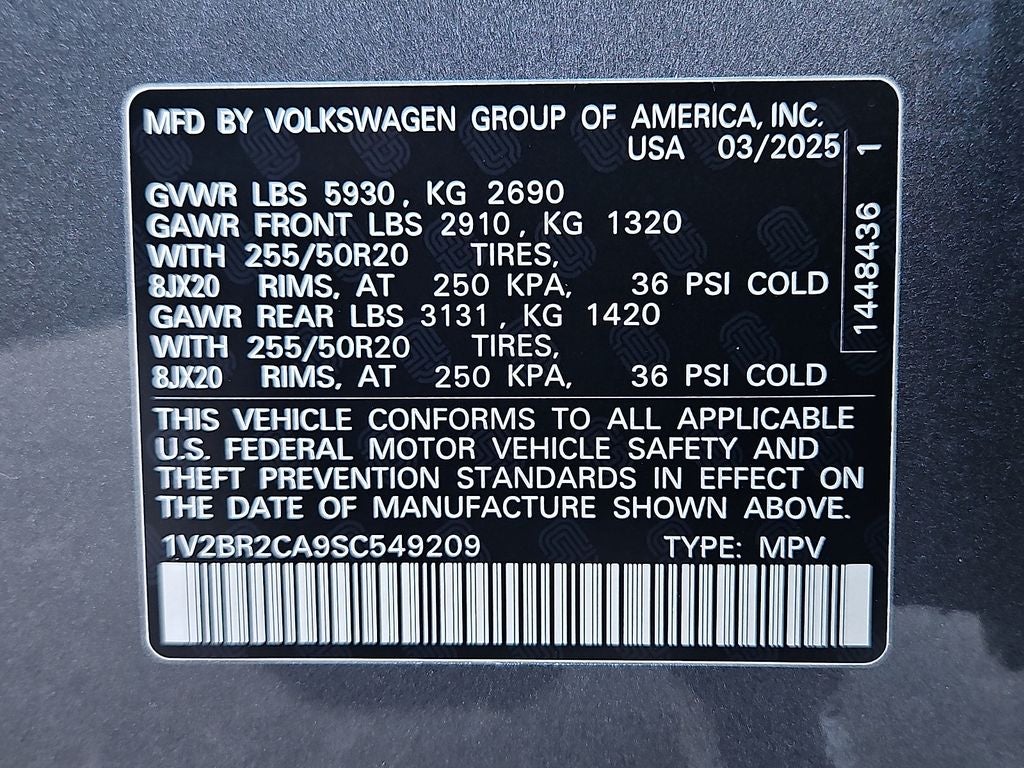 MFD BY VOLKSWAGEN GROUP OF AMERICA, INC.
USA 03/2025
GVWR LBS 5930, KG 2690
GAWR FRONT LBS 2910, KG 1320
WITH 255/50R20 TIRES,
8JX20 RIMS, AT 250 KPA, 36 PSI COLD
GAWR REAR LBS 3131, KG 1420
WITH 255/50R20 TIRES,
8JX20 RIMS, AT 250 KPA, 36 PSI COLD
1448436 1
THIS VEHICLE CONFORMS TO ALL APPLICABLE
U.S. FEDERAL MOTOR VEHICLE SAFETY AND
THEFT PREVENTION STANDARDS IN EFFECT ON
THE DATE OF MANUFACTURE SHOWN ABOVE.
1V2BR2CA9SC549209 TYPE: MPV